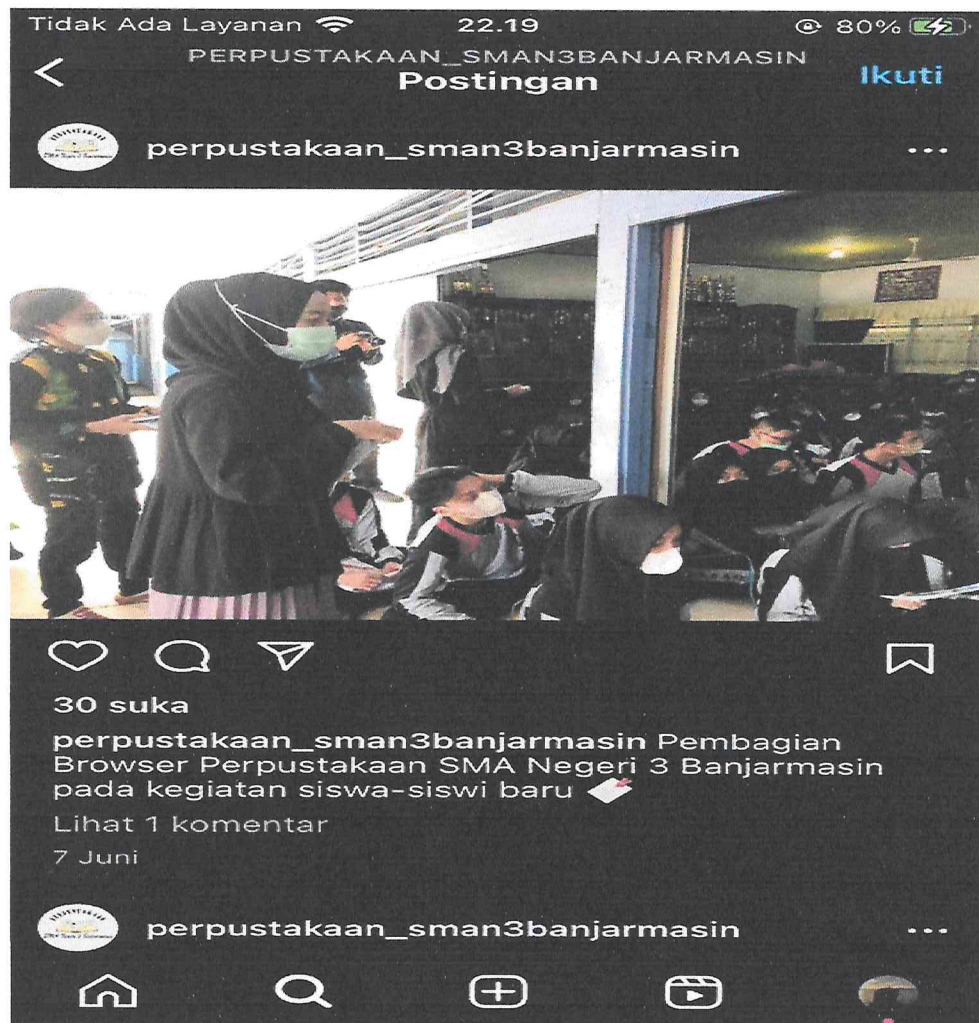 Tidak Ada Layanan 22.19 80%
PERPUSTAKAAN_SMAN3BANJARMASIN
Postingan Ikuti
perpustakaan_sman3banjarmasin
30 suka
perpustakaan_sman3banjarmasin Pembagian
Browser Perpustakaan SMA Negeri 3 Banjarmasin
pada kegiatan siswa-siswi baru
Lihat 1 komentar
7 Juni
perpustakaan_sman3banjarmasin